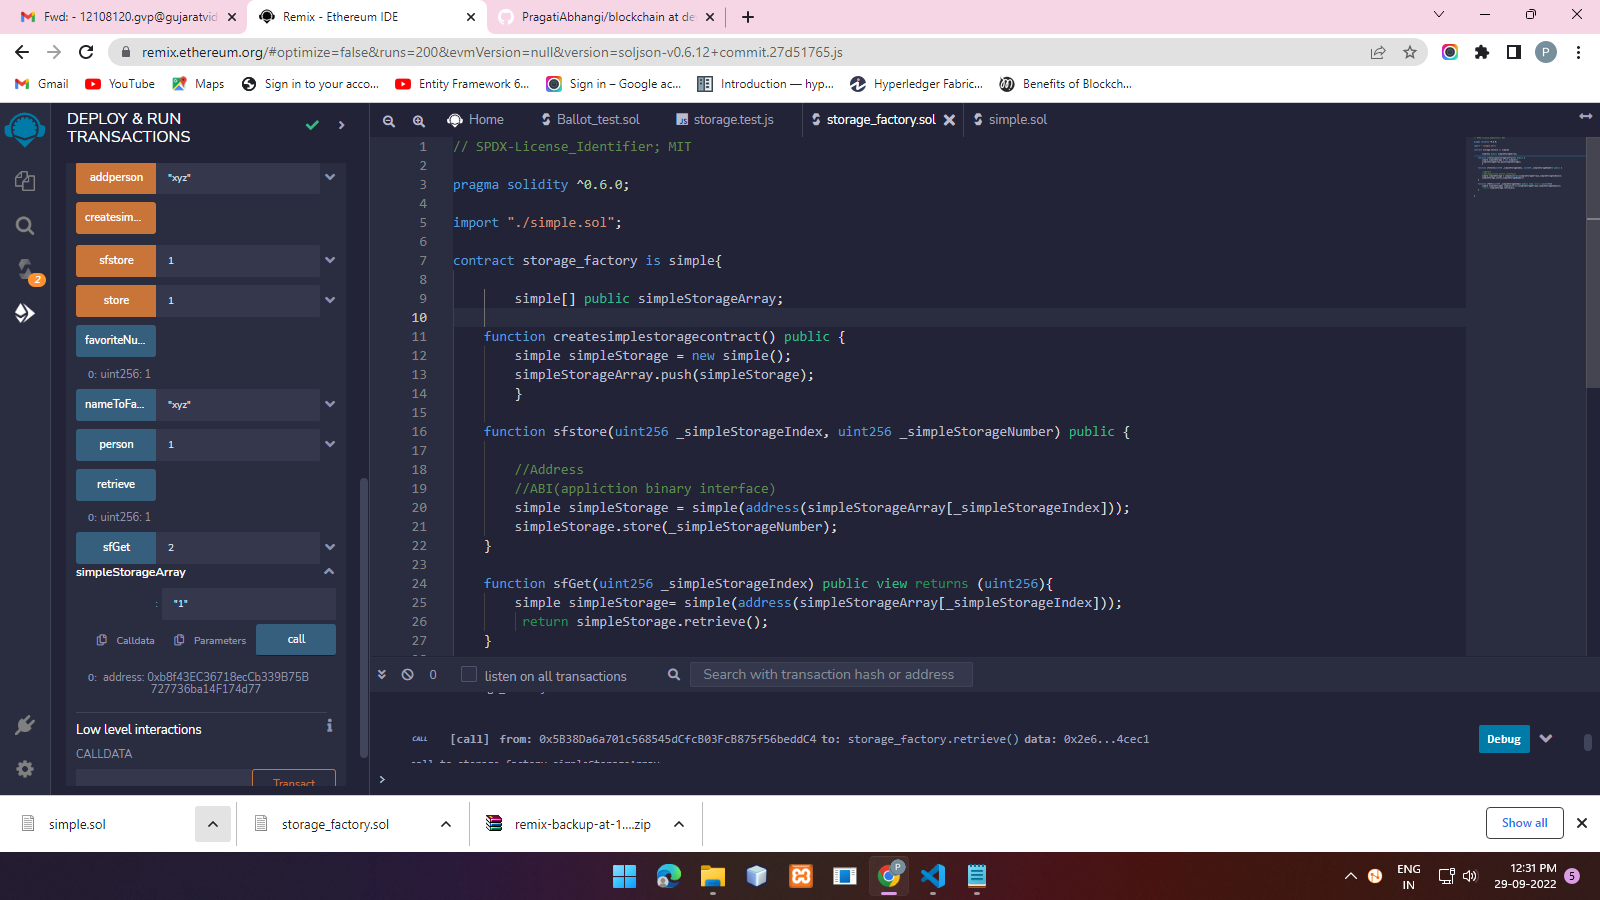 Fwd: - 12108120.gvp@gujaratvid
Remix - Ethereum IDE
PragatiAbhangi/blockchain at de
remix.ethereum.org/#optimize=false&runs=200&evmVersion=null&version=soljson-v0.6.12+commit.27d51765.js
P
Gmail
YouTube
Maps
Sign in to your acco...
Entity Framework 6...
Sign in – Google ac...
Introduction — hyp...
Hyperledger Fabric...
Benefits of Blockch...
DEPLOY & RUN
TRANSACTIONS
Home
Ballot_test.sol
storage.test.js
storage_factory.sol
simple.sol
addperson "xyz"
createsim...
sfstore 1
store 1
favoriteNu...
0: uint256: 1
nameToFa... "xyz"
person 1
retrieve
0: uint256: 1
sfGet 2
simpleStorageArray
: "1"
Calldata Parameters call
0: address: 0xb8f43EC36718ecCb339B75B
727736ba14F174d77
Low level interactions i
CALLDATA
Transact
2
1 // SPDX-License_Identifier; MIT
2
3 pragma solidity ^0.6.0;
4
5 import "./simple.sol";
6
7 contract storage_factory is simple{
8
9 simple[] public simpleStorageArray;
10
11 function createsimplestoragecontract() public {
12 simple simpleStorage = new simple();
13 simpleStorageArray.push(simpleStorage);
14 }
15
16 function sfstore(uint256 _simpleStorageIndex, uint256 _simpleStorageNumber) public {
17
18 //Address
19 //ABI(appliction binary interface)
20 simple simpleStorage = simple(address(simpleStorageArray[_simpleStorageIndex]));
21 simpleStorage.store(_simpleStorageNumber);
22 }
23
24 function sfGet(uint256 _simpleStorageIndex) public view returns (uint256){
25 simple simpleStorage= simple(address(simpleStorageArray[_simpleStorageIndex]));
26 return simpleStorage.retrieve();
27 }
0 listen on all transactions Search with transaction hash or address
CALL [call] from: 0x5B38Da6a701c568545dCfcB03FcB875f56beddC4 to: storage_factory.retrieve() data: 0x2e6...4cec1 Debug
call to storage_factory.simpleStorageArray
>
simple.sol
storage_factory.sol
remix-backup-at-1....zip
Show all
ENG
IN
12:31 PM
29-09-2022
5